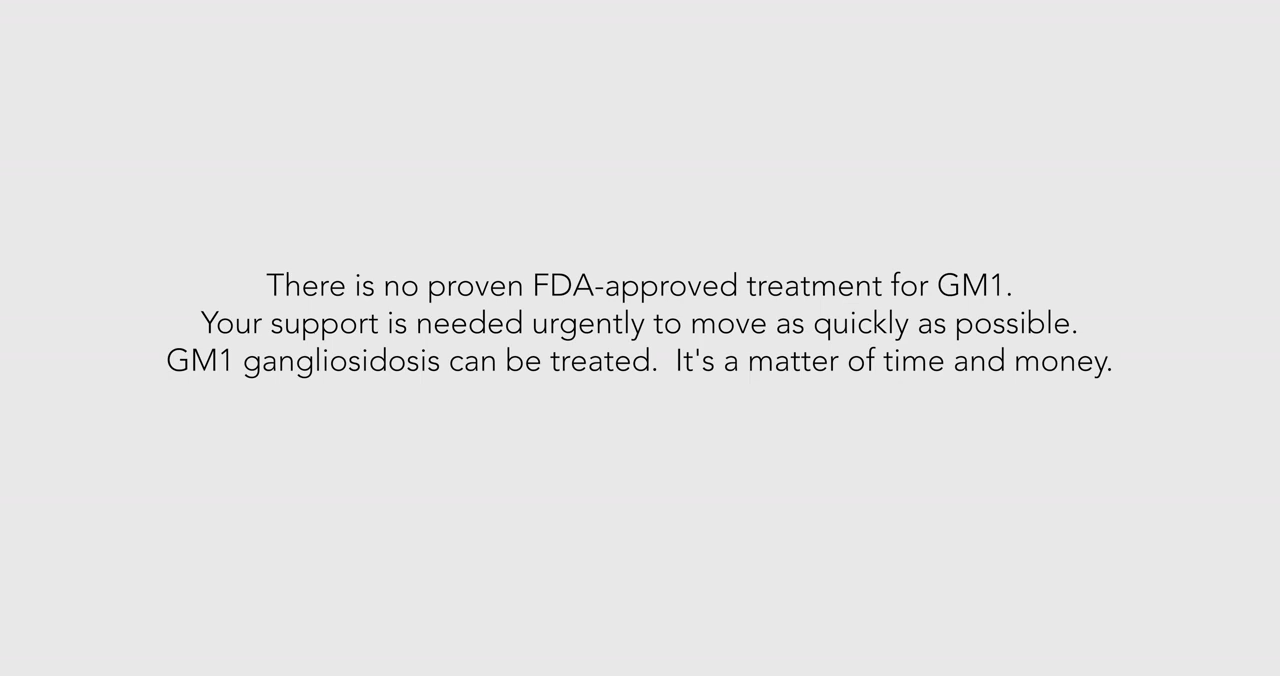 There is no proven FDA-approved treatment for GM1.
Your support is needed urgently to move as quickly as possible.
GM1 gangliosidosis can be treated.  It's a matter of time and money.